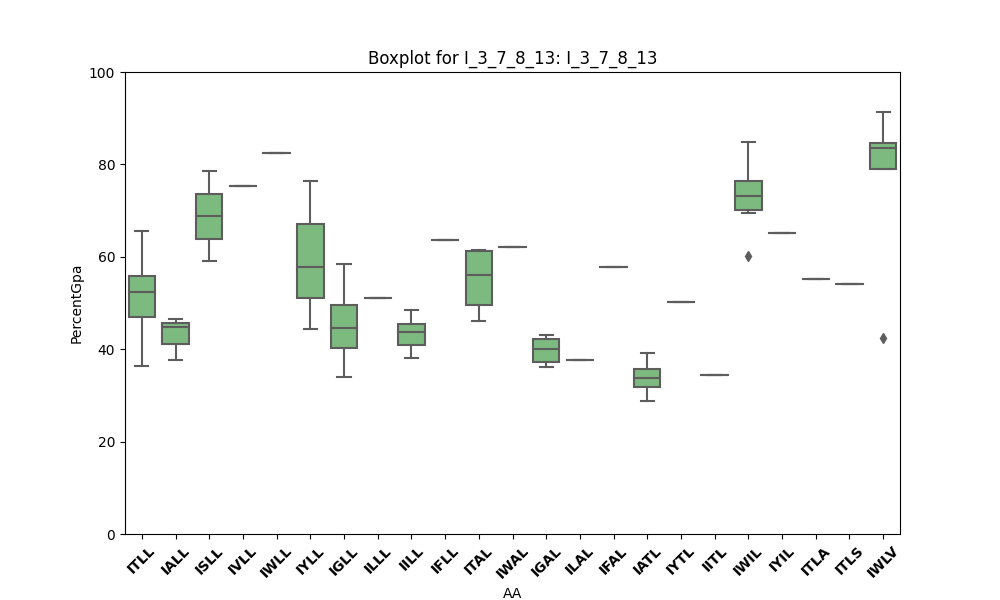 Boxplot for I_3_7_8_13: I_3_7_8_13
100
80
60
40
20
0
PercentGpa
ITLL IALL ISLL IVLL IWLL IYLL IGLL ILLL IILL IFLL ITAL IWAL IGAL ILAL IFAL IATL IYTL IITL IWIL IYIL ITLA ITLS IWLV
AA